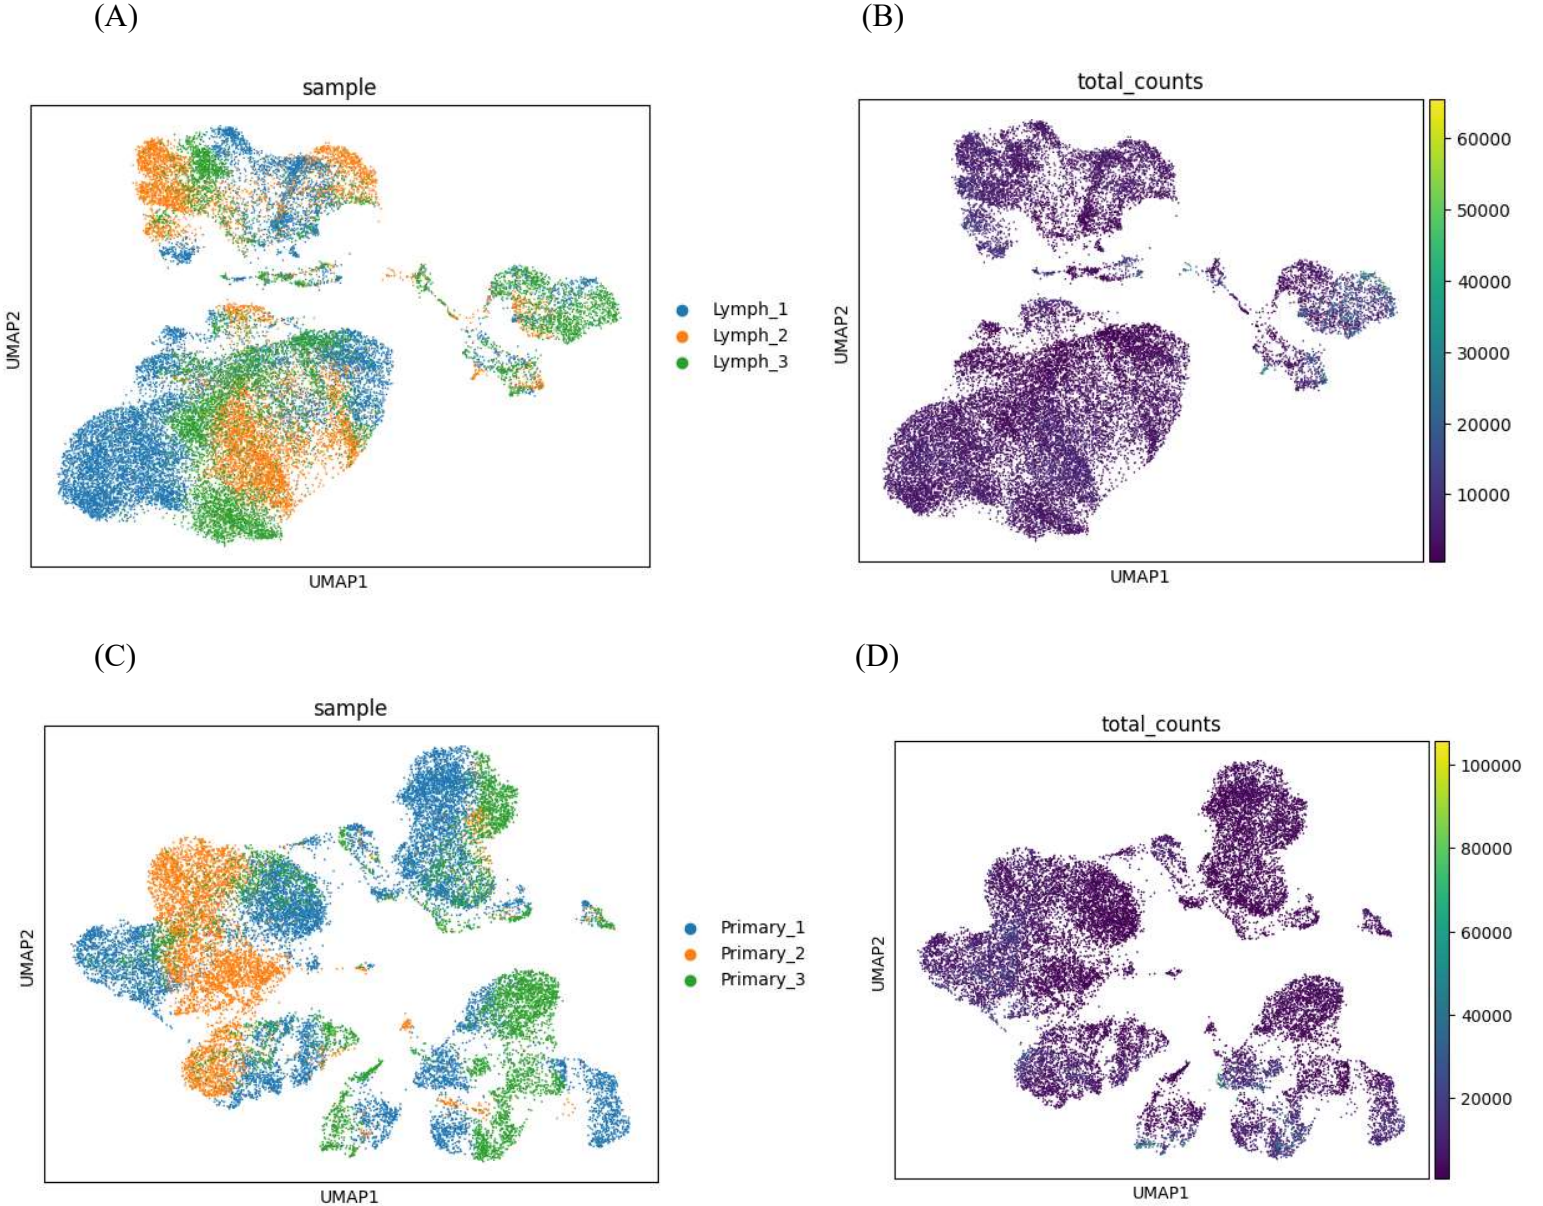 (A)
(B)
sample
total_counts
UMAP2
UMAP1
Lymph_1
Lymph_2
Lymph_3
UMAP2
UMAP1
60000
50000
40000
30000
20000
10000
(C)
(D)
sample
total_counts
UMAP2
UMAP1
Primary_1
Primary_2
Primary_3
UMAP2
UMAP1
100000
80000
60000
40000
20000